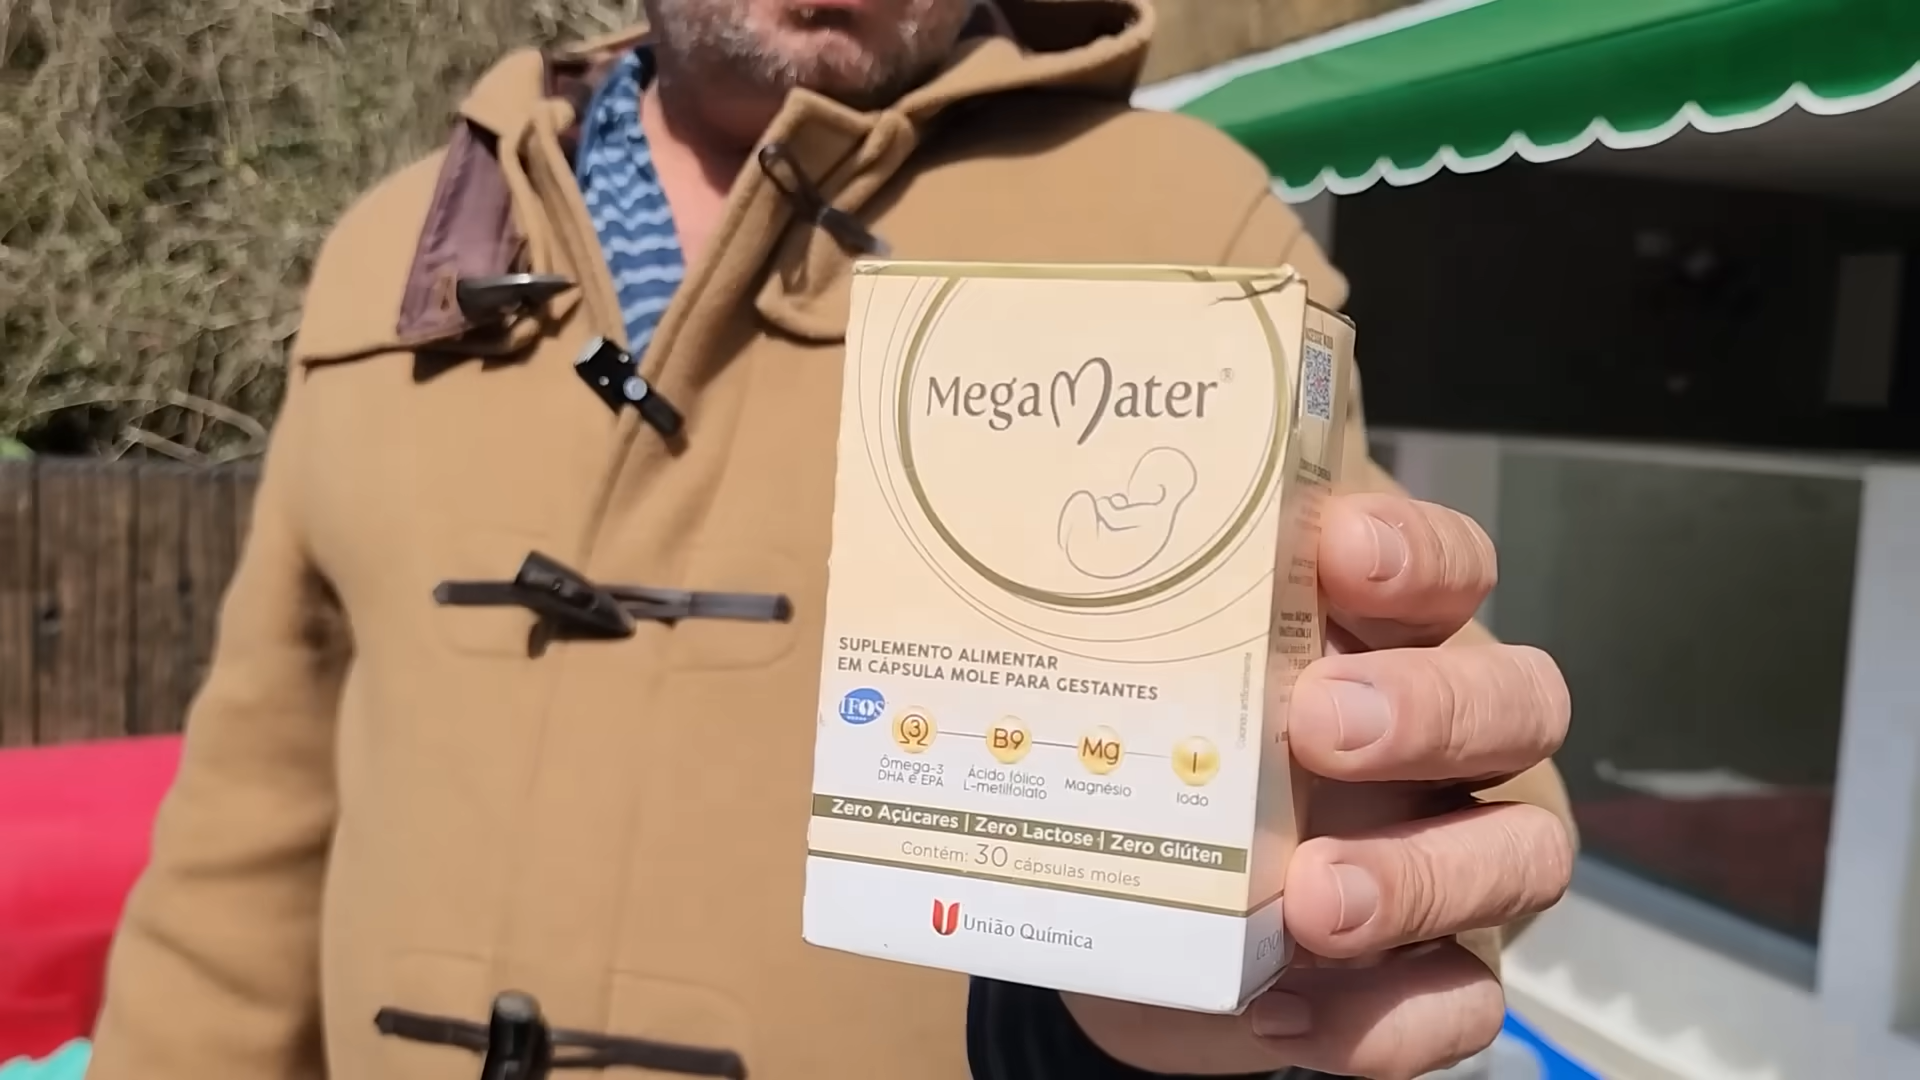 MegaMater®
SUPLEMENTO ALIMENTAR
EM CÁPSULA MOLE PARA GESTANTES
IFOS
3 B9 Mg I
Ômega-3
DHA e EPA
Ácido fólico
L-metilfolato
Magnésio
Iodo
Zero Açúcares | Zero Lactose | Zero Glúten
Contém: 30 cápsulas moles
União Química